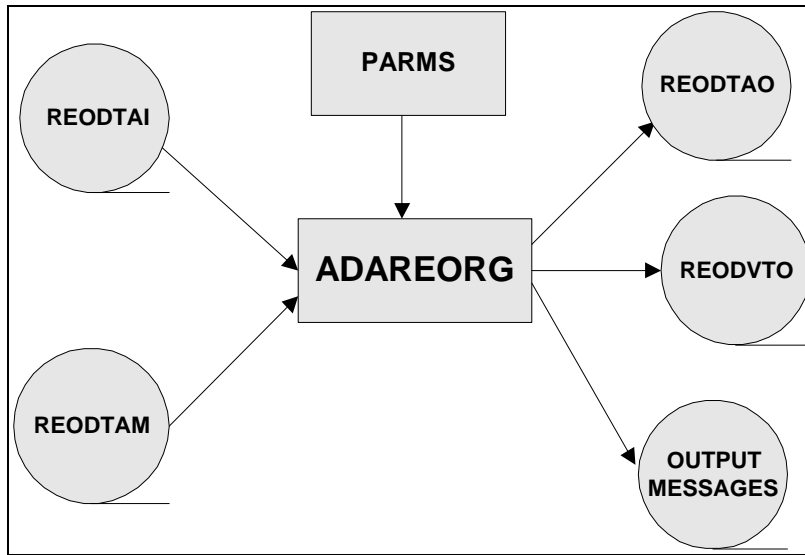 PARMS
REODTAI
REODTAO
ADAREORG
REODVTO
REODTAM
OUTPUT
MESSAGES